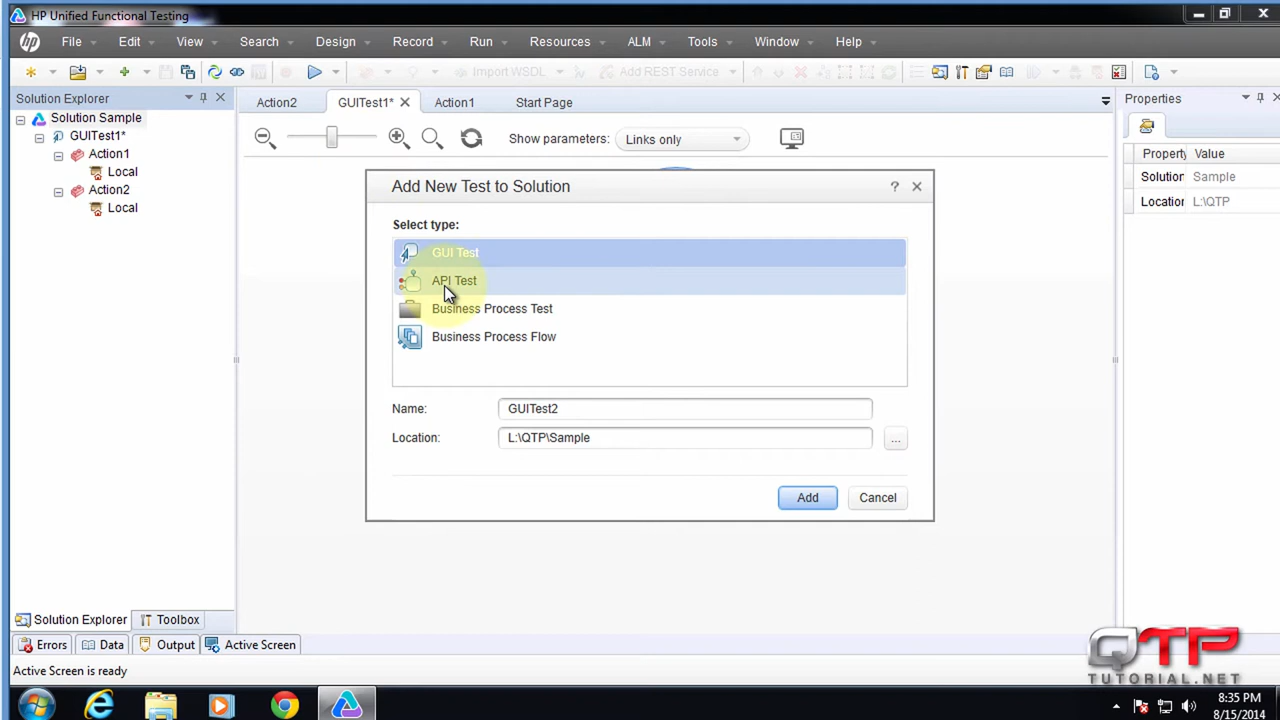 HP Unified Functional Testing
File Edit View Search Design Record Run Resources ALM Tools Window Help
Import WSDL Add REST Service
Solution Explorer
Action2 GUITest1* Action1 Start Page
Properties
Solution Sample
GUITest1*
Action1
Local
Action2
Local
Show parameters: Links only
Property Value
Solution Sample
Location L:\QTP
Add New Test to Solution ?
Select type:
GUI Test
API Test
Business Process Test
Business Process Flow
Name: GUITest2
Location: L:\QTP\Sample ...
Add Cancel
Solution Explorer Toolbox
Errors Data Output Active Screen
Active Screen is ready
QTP
TUTORIAL.NET
8:35 PM
8/15/2014